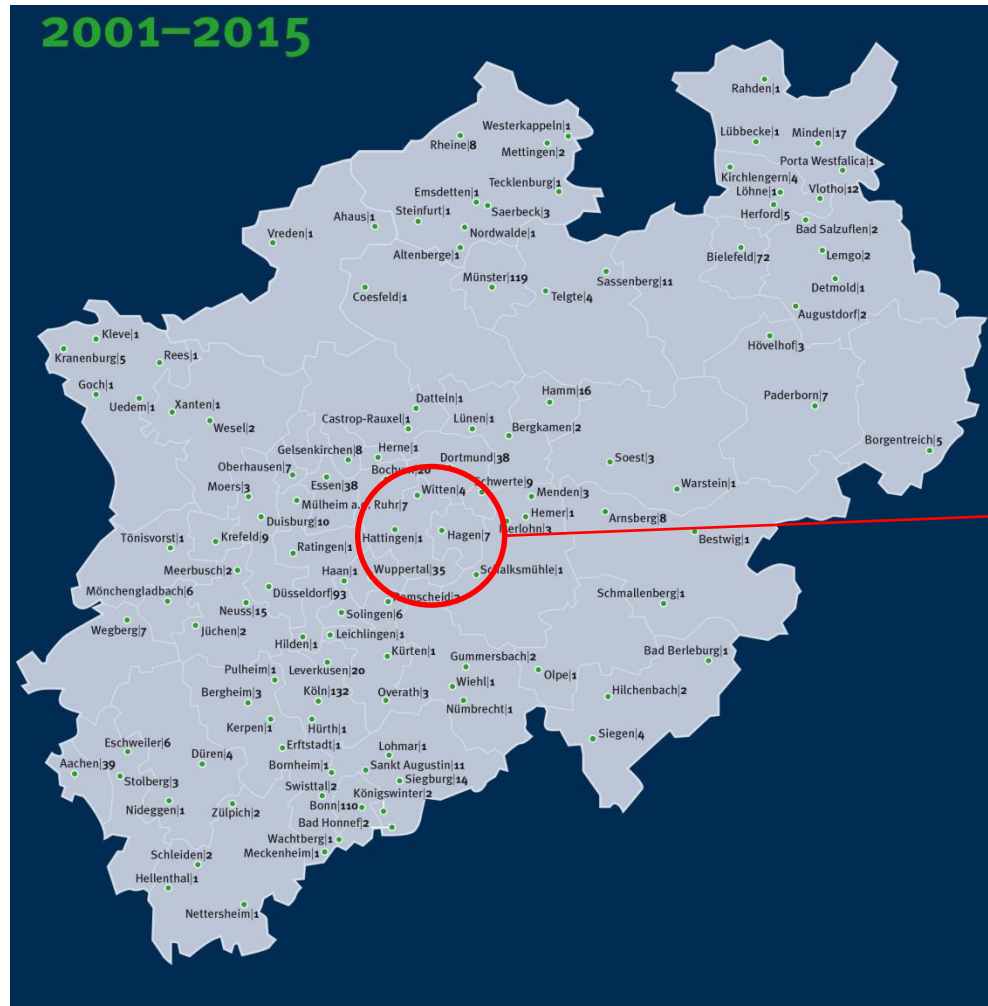 2001–2015
Rahden|1
Westerkappeln|1
Lübbecke|1
Minden|17
Rheine|8
Mettingen|2
Porta Westfalica|1
Kirchlengern|4
Tecklenburg|1
Löhne|1
Vlotho|12
Emsdetten|1
Saerbeck|3
Herford|5
Ahaus|1
Steinfurt|1
Nordwalde|1
Bad Salzuflen|2
Vreden|1
Altenberge|1
Bielefeld|72
Lemgo|2
Münster|119
Sassenberg|11
Detmold|1
Coesfeld|1
Telgte|4
Augustdorf|2
Kleve|1
Hövelhof|3
Kranenburg|5
Rees|1
Goch|1
Hamm|16
Paderborn|7
Uedem|1
Xanten|1
Datteln|1
Wesel|2
Castrop-Rauxel|1
Lünen|1
Bergkamen|2
Borgentreich|5
Gelsenkirchen|8
Herne|1
Dortmund|38
Soest|3
Oberhausen|7
Bochum|20
Schwerte|9
Warstein|1
Moers|3
Essen|38
Witten|4
Menden|3
Mülheim a.d. Ruhr|7
Hemer|1
Arnsberg|8
Duisburg|10
Iserlohn|3
Tönisvorst|1
Krefeld|9
Hattingen|1
Hagen|7
Bestwig|1
Ratingen|1
Meerbusch|2
Haan|1
Wuppertal|35
Schalksmühle|1
Mönchengladbach|6
Düsseldorf|93
Remscheid|2
Schmallenberg|1
Neuss|15
Solingen|6
Wegberg|7
Jüchen|2
Leichlingen|1
Hilden|1
Kürten|1
Bad Berleburg|1
Pulheim|1
Leverkusen|20
Gummersbach|2
Olpe|1
Bergheim|3
Köln|132
Overath|3
Wiehl|1
Hilchenbach|2
Nümbrecht|1
Kerpen|1
Hürth|1
Siegen|4
Eschweiler|6
Erftstadt|1
Lohmar|1
Aachen|39
Düren|4
Bornheim|1
Sankt Augustin|11
Stolberg|3
Swisttal|2
Siegburg|14
Nideggen|1
Zülpich|2
Königswinter|2
Bonn|110
Bad Honnef|2
Wachtberg|1
Schleiden|2
Meckenheim|1
Hellenthal|1
Nettersheim|1